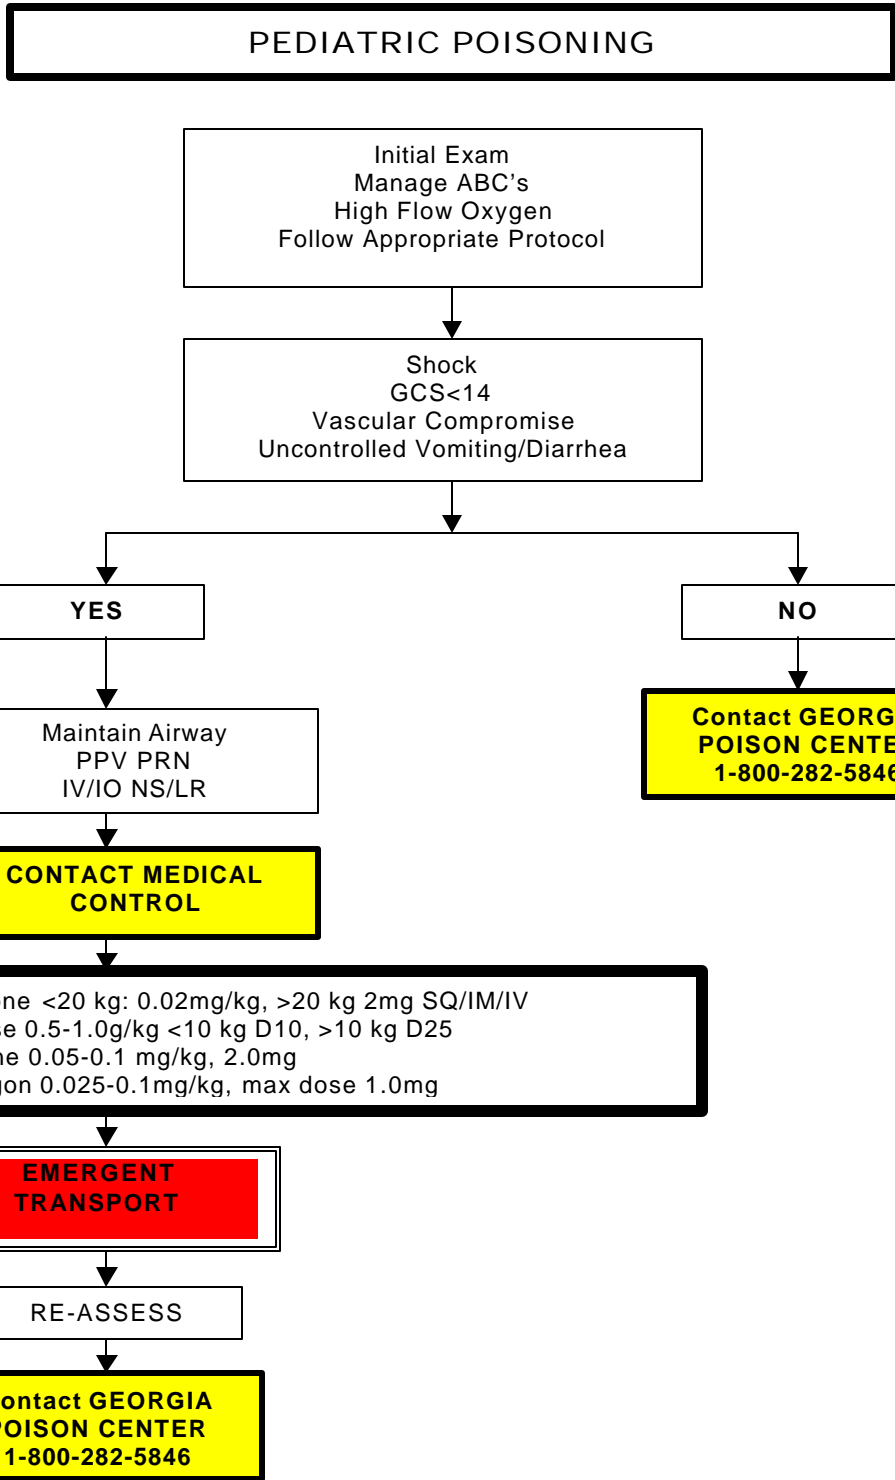 PEDIATRIC POISONING
Initial Exam
Manage ABC's
High Flow Oxygen
Follow Appropriate Protocol
Shock
GCS<14
Vascular Compromise
Uncontrolled Vomiting/Diarrhea
YES
NO
Maintain Airway
PPV PRN
IV/IO NS/LR
Contact GEORG
POISON CENTE
1-800-282-5846
CONTACT MEDICAL
CONTROL
one <20 kg: 0.02mg/kg, >20 kg 2mg SQ/IM/IV
se 0.5-1.0g/kg <10 kg D10, >10 kg D25
ne 0.05-0.1 mg/kg, 2.0mg
gon 0.025-0.1mg/kg, max dose 1.0mg
EMERGENT
TRANSPORT
RE-ASSESS
ontact GEORGIA
POISON CENTER
1-800-282-5846